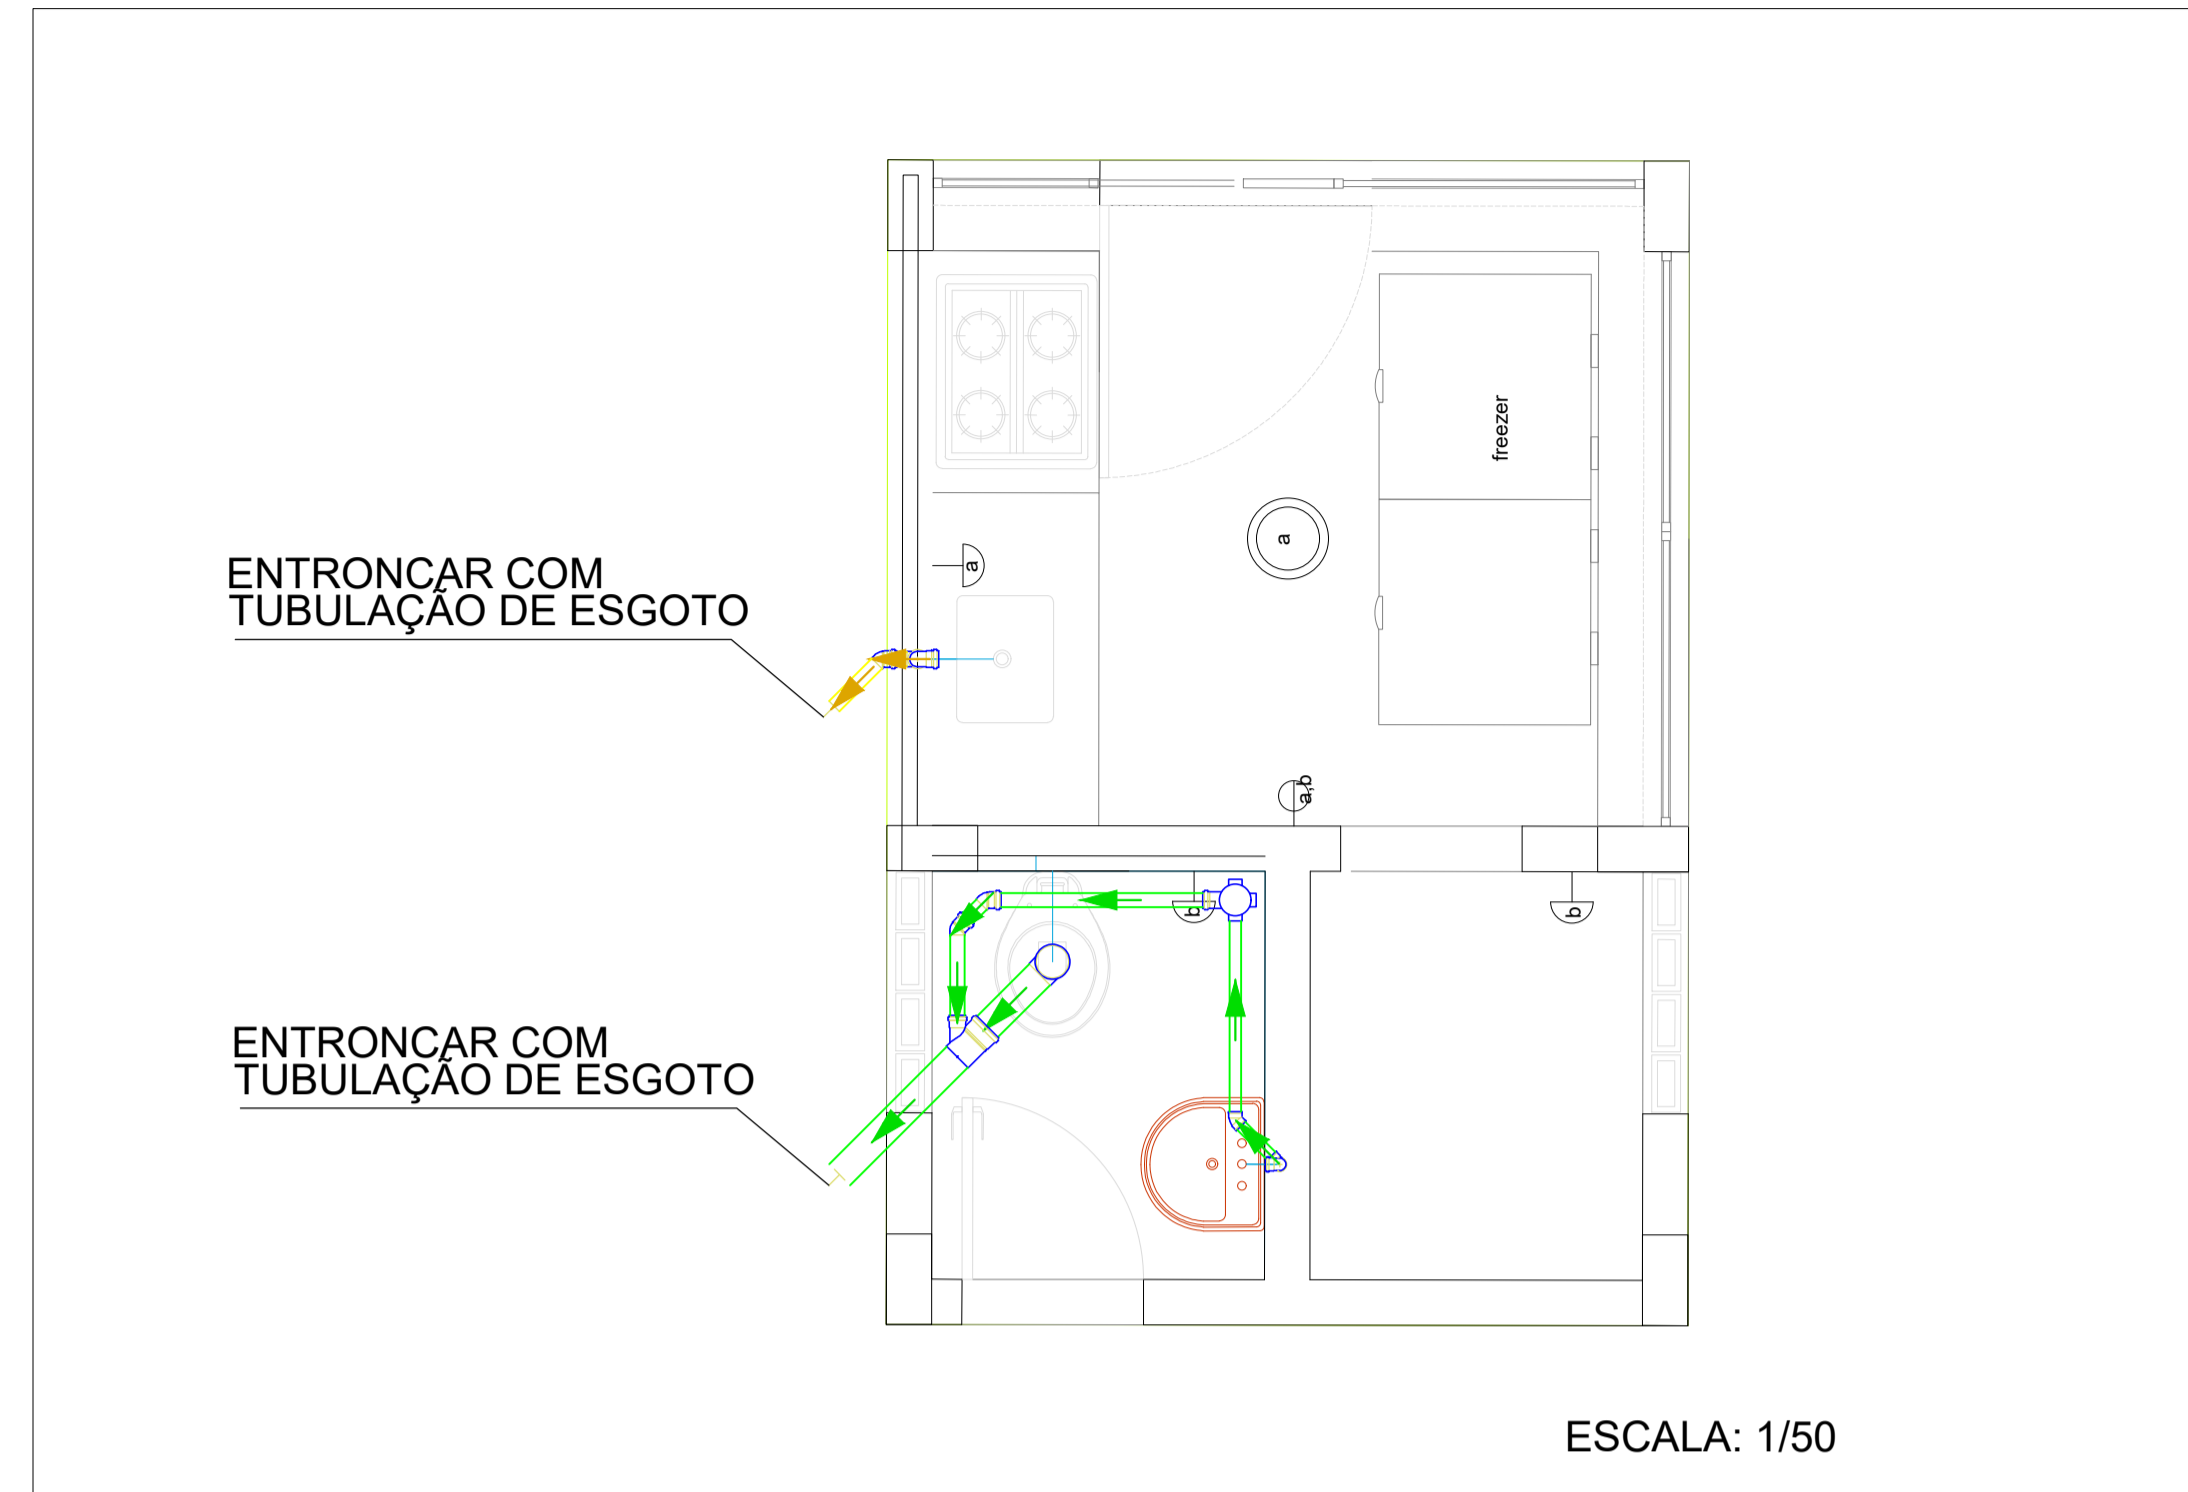 freezer
a
ENTRONCAR COM
TUBULAÇÃO DE ESGOTO
a
a,b
b
b
ENTRONCAR COM
TUBULAÇÃO DE ESGOTO
ESCALA: 1/50